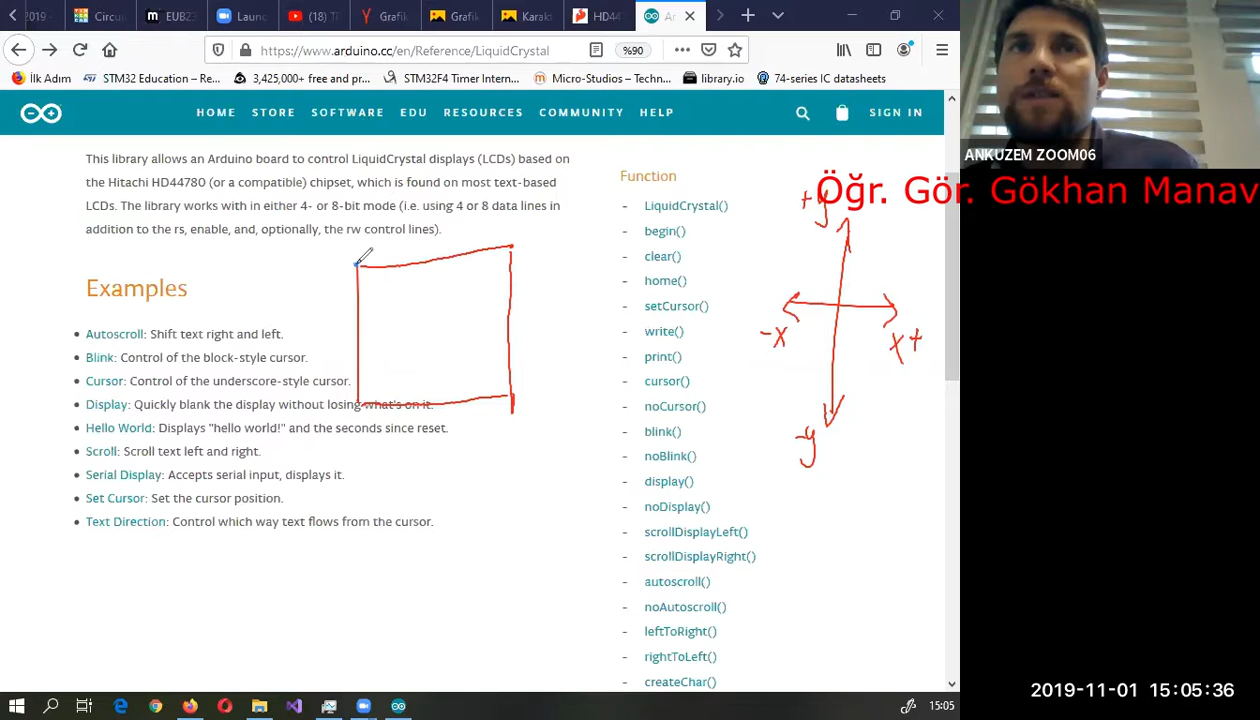 2019 -
Circu
EUB23
Launc
(18) Tİ
Grafik
Grafik
Karakt
HD44
Ar
https://www.arduino.cc/en/Reference/LiquidCrystal
%90
İlk Adım
STM32 Education – Re...
3,425,000+ free and pr...
STM32F4 Timer Intern...
Micro-Studios – Techn...
library.io
74-series IC datasheets
HOME STORE SOFTWARE EDU RESOURCES COMMUNITY HELP
SIGN IN
This library allows an Arduino board to control LiquidCrystal displays (LCDs) based on
the Hitachi HD44780 (or a compatible) chipset, which is found on most text-based
LCDs. The library works with in either 4- or 8-bit mode (i.e. using 4 or 8 data lines in
addition to the rs, enable, and, optionally, the rw control lines).
Examples
• Autoscroll: Shift text right and left.
• Blink: Control of the block-style cursor.
• Cursor: Control of the underscore-style cursor.
• Display: Quickly blank the display without losing what's on it.
• Hello World: Displays "hello world!" and the seconds since reset.
• Scroll: Scroll text left and right.
• Serial Display: Accepts serial input, displays it.
• Set Cursor: Set the cursor position.
• Text Direction: Control which way text flows from the cursor.
Function
- LiquidCrystal()
- begin()
- clear()
- home()
- setCursor()
- write()
- print()
- cursor()
- noCursor()
- blink()
- noBlink()
- display()
- noDisplay()
- scrollDisplayLeft()
- scrollDisplayRight()
- autoscroll()
- noAutoscroll()
- leftToRight()
- rightToLeft()
- createChar()
+y
-x
x+
-y
ANKUZEM ZOOM06
Öğr. Gör. Gökhan Manav
2019-11-01 15:05:36
15:05